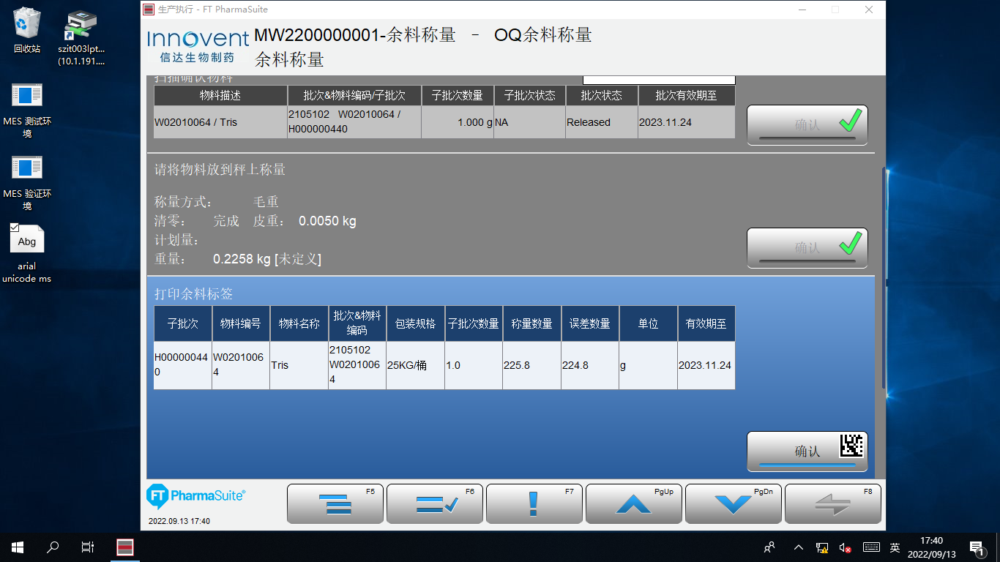 回收站
szit003lpt...
(10.1.191....
MES 测试环
境
MES 验证环
境
Abg
arial
unicode ms
生产执行 - FT PharmaSuite
Innovent
信达生物制药
MW2200000001-余料称量 - OQ余料称量
余料称量
扫描确认物料
物料描述 批次&物料编码/子批次 子批次数量 子批次状态 批次状态 批次有效期至
W02010064 / Tris 2105102 W02010064 / H000000440 1.000 g NA Released 2023.11.24
确认
请将物料放到秤上称量
称量方式: 毛重
清零: 完成 皮重: 0.0050 kg
计划量:
重量: 0.2258 kg [未定义]
确认
打印余料标签
子批次 物料编号 物料名称 批次&物料编码 包装规格 子批次数量 称量数量 误差数量 单位 有效期至
H000000440 W02010064 Tris 2105102 W02010064 25KG/桶 1.0 225.8 224.8 g 2023.11.24
确认
FT PharmaSuite®
2022.09.13 17:40
F5 F6 F7 PgUp PgDn F8
英
17:40
2022/09/13
1